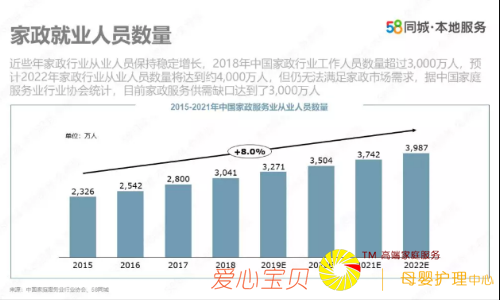 家政就业人员数量
58同城·本地服务
近些年家政行业从业人员保持稳定增长，2018年中国家政行业工作人员数量超过3,000万人，预
计2022年家政行业从业人员数量将达到约4,000万人，但仍无法满足家政市场需求，据中国家庭
服务业行业协会统计，目前家政服务供需缺口达到了3,000万人
2015-2021年中国家政服务业从业人员数量
单位：万人
+8.0%
2,326 2,542 2,800 3,041 3,271 3,504 3,742 3,987
2015 2016 2017 2018 2019E 2021E 2022E
TM 高端家庭服务
爱心宝贝
母婴护理中心
来源：中国家庭服务业行业协会，58同城